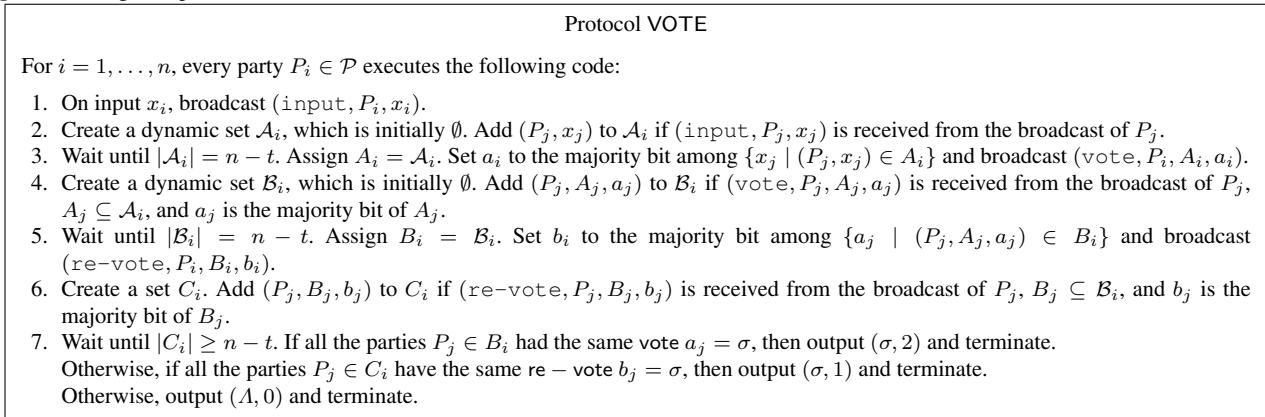 Protocol VOTE
For i = 1, . . . , n, every party P_i ∈ 𝒫 executes the following code:
1. On input x_i, broadcast (input, P_i, x_i).
2. Create a dynamic set 𝒜_i, which is initially ∅. Add (P_j, x_j) to 𝒜_i if (input, P_j, x_j) is received from the broadcast of P_j.
3. Wait until |𝒜_i| = n − t. Assign A_i = 𝒜_i. Set a_i to the majority bit among {x_j | (P_j, x_j) ∈ A_i} and broadcast (vote, P_i, A_i, a_i).
4. Create a dynamic set ℬ_i, which is initially ∅. Add (P_j, A_j, a_j) to ℬ_i if (vote, P_j, A_j, a_j) is received from the broadcast of P_j,
A_j ⊆ 𝒜_i, and a_j is the majority bit of A_j.
5. Wait until |ℬ_i| = n − t. Assign B_i = ℬ_i. Set b_i to the majority bit among {a_j | (P_j, A_j, a_j) ∈ B_i} and broadcast
(re-vote, P_i, B_i, b_i).
6. Create a set C_i. Add (P_j, B_j, b_j) to C_i if (re-vote, P_j, B_j, b_j) is received from the broadcast of P_j, B_j ⊆ ℬ_i, and b_j is the
majority bit of B_j.
7. Wait until |C_i| ≥ n − t. If all the parties P_j ∈ B_i had the same vote a_j = σ, then output (σ, 2) and terminate.
Otherwise, if all the parties P_j ∈ C_i have the same re − vote b_j = σ, then output (σ, 1) and terminate.
Otherwise, output (Λ, 0) and terminate.